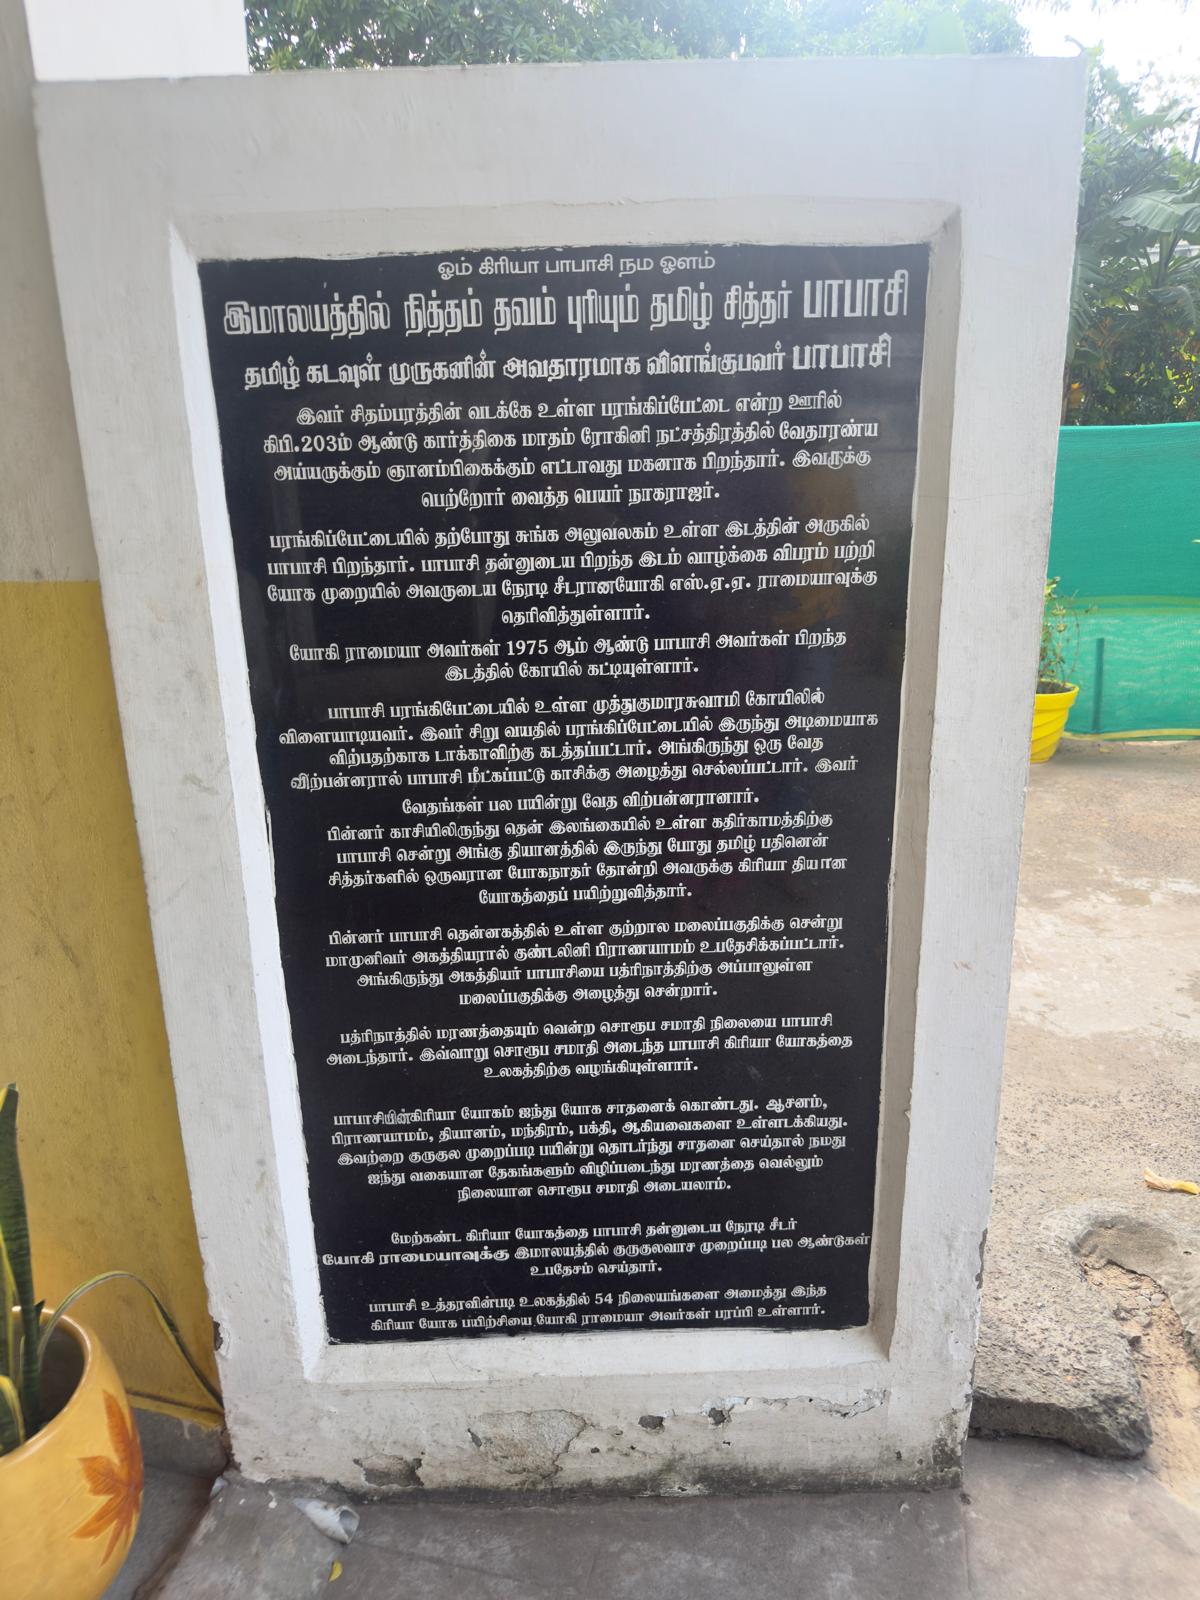 ஓம் கிரியா பாபாசி நம ஓளம்
இமாலயத்தில் நித்தம் தவம் புரியும் தமிழ் சித்தர் பாபாசி
தமிழ் கடவுள் முருகனின் அவதாரமாக விளங்குபவர் பாபாசி
இவர் சிதம்பரத்தின் வடக்கே உள்ள பரங்கிப்பேட்டை என்ற ஊரில்
கிபி.203ம் ஆண்டு கார்த்திகை மாதம் ரோகினி நட்சத்திரத்தில் வேதாரண்ய
அய்யருக்கும் ஞானம்பிகைக்கும் எட்டாவது மகனாக பிறந்தார். இவருக்கு
பெற்றோர் வைத்த பெயர் நாகராஜர்.
பரங்கிப்பேட்டையில் தற்போது சுங்க அலுவலகம் உள்ள இடத்தின் அருகில்
பாபாசி பிறந்தார். பாபாசி தன்னுடைய பிறந்த இடம் வாழ்க்கை விபரம் பற்றி
யோக முறையில் அவருடைய நேரடி சீடரானயோகி எஸ்.ஏ.ஏ. ராமையாவுக்கு
தெரிவித்துள்ளார்.
யோகி ராமையா அவர்கள் 1975 ஆம் ஆண்டு பாபாசி அவர்கள் பிறந்த
இடத்தில் கோயில் கட்டியுள்ளார்.
பாபாசி பரங்கிபேட்டையில் உள்ள முத்துகுமாரசுவாமி கோயிலில்
விளையாடியவர். இவர் சிறு வயதில் பரங்கிப்பேட்டையில் இருந்து அடிமையாக
விற்பதற்காக டாக்காவிற்கு கடத்தப்பட்டார். அங்கிருந்து ஒரு வேத
விற்பன்னரால் பாபாசி மீட்கப்பட்டு காசிக்கு அழைத்து செல்லப்பட்டார். இவர்
வேதங்கள் பல பயின்று வேத விற்பன்னரானார்.
பின்னர் காசியிலிருந்து தென் இலங்கையில் உள்ள கதிர்காமத்திற்கு
பாபாசி சென்று அங்கு தியானத்தில் இருந்து போது தமிழ் பதினென்
சித்தர்களில் ஒருவரான போகநாதர் தோன்றி அவருக்கு கிரியா தியான
யோகத்தைப் பயிற்றுவித்தார்.
பின்னர் பாபாசி தென்னகத்தில் உள்ள குற்றால மலைப்பகுதிக்கு சென்று
மாமுனிவர் அகத்தியரால் குண்டலினி பிராணயாமம் உபதேசிக்கப்பட்டார்.
அங்கிருந்து அகத்தியர் பாபாசியை பத்ரிநாத்திற்கு அப்பாலுள்ள
மலைப்பகுதிக்கு அழைத்து சென்றார்.
பத்ரிநாத்தில் மரணத்தையும் வென்ற சொரூப சமாதி நிலையை பாபாசி
அடைந்தார். இவ்வாறு சொரூப சமாதி அடைந்த பாபாசி கிரியா யோகத்தை
உலகத்திற்கு வழங்கியுள்ளார்.
பாபாசியின்கிரியா யோகம் ஐந்து யோக சாதனைக் கொண்டது. ஆசனம்,
பிராணயாமம், தியானம், மந்திரம், பக்தி, ஆகியவைகளை உள்ளடக்கியது.
இவற்றை குருகுல முறைப்படி பயின்று தொடர்ந்து சாதனை செய்தால் நமது
ஐந்து வகையான தேகங்களும் விழிப்படைந்து மரணத்தை வெல்லும்
நிலையான சொரூப சமாதி அடையலாம்.
மேற்கண்ட கிரியா யோகத்தை பாபாசி தன்னுடைய நேரடி சீடர்
யோகி ராமையாவுக்கு இமாலயத்தில் குருகுலவாச முறைப்படி பல ஆண்டுகள்
உபதேசம் செய்தார்.
பாபாசி உத்தரவின்படி உலகத்தில் 54 நிலையங்களை அமைத்து இந்த
கிரியா யோக பயிற்சியை யோகி ராமையா அவர்கள் பரப்பி உள்ளார்.